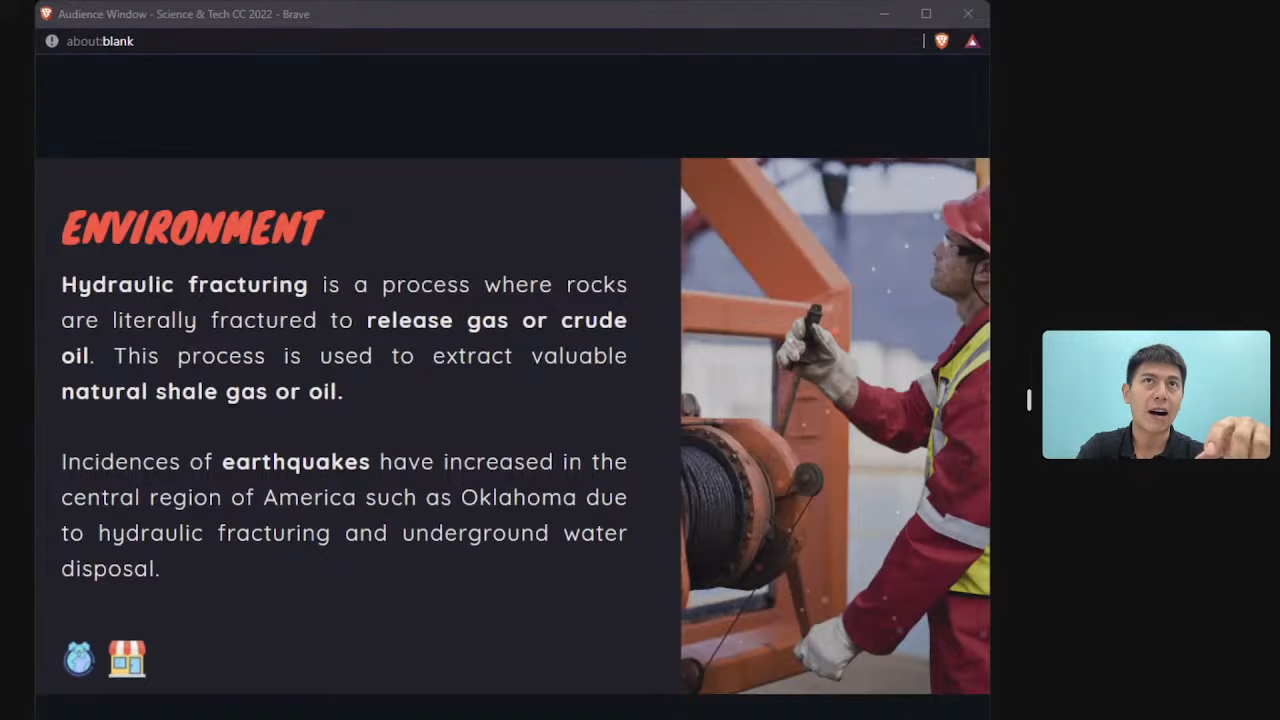 Audience Window - Science & Tech CC 2022 - Brave
about:blank
ENVIRONMENT
Hydraulic fracturing is a process where rocks
are literally fractured to release gas or crude
oil. This process is used to extract valuable
natural shale gas or oil.
Incidences of earthquakes have increased in the
central region of America such as Oklahoma due
to hydraulic fracturing and underground water
disposal.